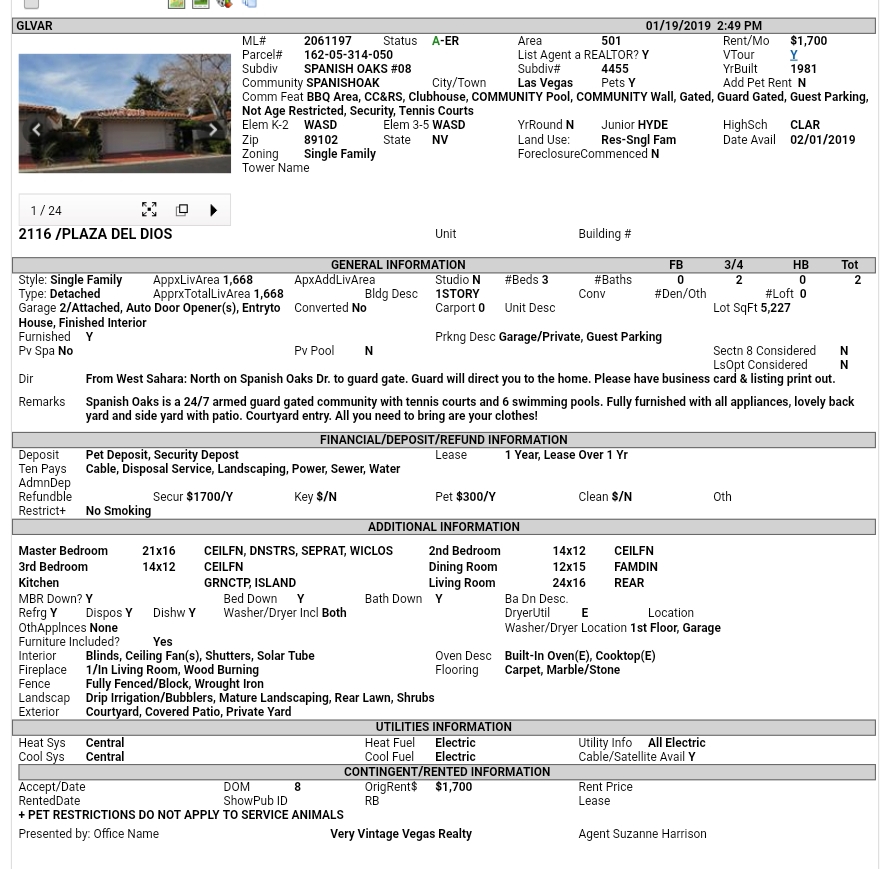 GLVAR 01/19/2019 2:49 PM
ML# 2061197 Status A-ER Area 501 Rent/Mo $1,700
Parcel# 162-05-314-050 List Agent a REALTOR? Y VTour Y
Subdiv SPANISH OAKS #08 Subdiv# 4455 YrBuilt 1981
Community SPANISHOAK City/Town Las Vegas Pets Y Add Pet Rent N
Comm Feat BBQ Area, CC&RS, Clubhouse, COMMUNITY Pool, COMMUNITY Wall, Gated, Guard Gated, Guest Parking,
Not Age Restricted, Security, Tennis Courts
Elem K-2 WASD Elem 3-5 WASD YrRound N Junior HYDE HighSch CLAR
Zip 89102 State NV Land Use: Res-Sngl Fam Date Avail 02/01/2019
Zoning Single Family ForeclosureCommenced N
Tower Name
1 / 24
2116 /PLAZA DEL DIOS Unit Building #
GENERAL INFORMATION FB 3/4 HB Tot
Style: Single Family AppxLivArea 1,668 ApxAddLivArea Studio N #Beds 3 #Baths 0 2 0 2
Type: Detached ApprxTotalLivArea 1,668 Bldg Desc 1STORY Conv #Den/Oth #Loft 0
Garage 2/Attached, Auto Door Opener(s), Entryto Converted No Carport 0 Unit Desc Lot SqFt 5,227
House, Finished Interior
Furnished Y Prkng Desc Garage/Private, Guest Parking
Pv Spa No Pv Pool N Sectn 8 Considered N
LsOpt Considered N
Dir From West Sahara: North on Spanish Oaks Dr. to guard gate. Guard will direct you to the home. Please have business card & listing print out.
Remarks Spanish Oaks is a 24/7 armed guard gated community with tennis courts and 6 swimming pools. Fully furnished with all appliances, lovely back
yard and side yard with patio. Courtyard entry. All you need to bring are your clothes!
FINANCIAL/DEPOSIT/REFUND INFORMATION
Deposit Pet Deposit, Security Depost Lease 1 Year, Lease Over 1 Yr
Ten Pays Cable, Disposal Service, Landscaping, Power, Sewer, Water
AdmnDep
Refundble Secur $1700/Y Key $/N Pet $300/Y Clean $/N Oth
Restrict+ No Smoking
ADDITIONAL INFORMATION
Master Bedroom 21x16 CEILFN, DNSTRS, SEPRAT, WICLOS 2nd Bedroom 14x12 CEILFN
3rd Bedroom 14x12 CEILFN Dining Room 12x15 FAMDIN
Kitchen GRNCTP, ISLAND Living Room 24x16 REAR
MBR Down? Y Bed Down Y Bath Down Y Ba Dn Desc.
Refrg Y Dispos Y Dishw Y Washer/Dryer Incl Both DryerUtil E Location
OthApplnces None Washer/Dryer Location 1st Floor, Garage
Furniture Included? Yes
Interior Blinds, Ceiling Fan(s), Shutters, Solar Tube Oven Desc Built-In Oven(E), Cooktop(E)
Fireplace 1/In Living Room, Wood Burning Flooring Carpet, Marble/Stone
Fence Fully Fenced/Block, Wrought Iron
Landscap Drip Irrigation/Bubblers, Mature Landscaping, Rear Lawn, Shrubs
Exterior Courtyard, Covered Patio, Private Yard
UTILITIES INFORMATION
Heat Sys Central Heat Fuel Electric Utility Info All Electric
Cool Sys Central Cool Fuel Electric Cable/Satellite Avail Y
CONTINGENT/RENTED INFORMATION
Accept/Date DOM 8 OrigRent$ $1,700 Rent Price
RentedDate ShowPub ID RB Lease
+ PET RESTRICTIONS DO NOT APPLY TO SERVICE ANIMALS
Presented by: Office Name Very Vintage Vegas Realty Agent Suzanne Harrison